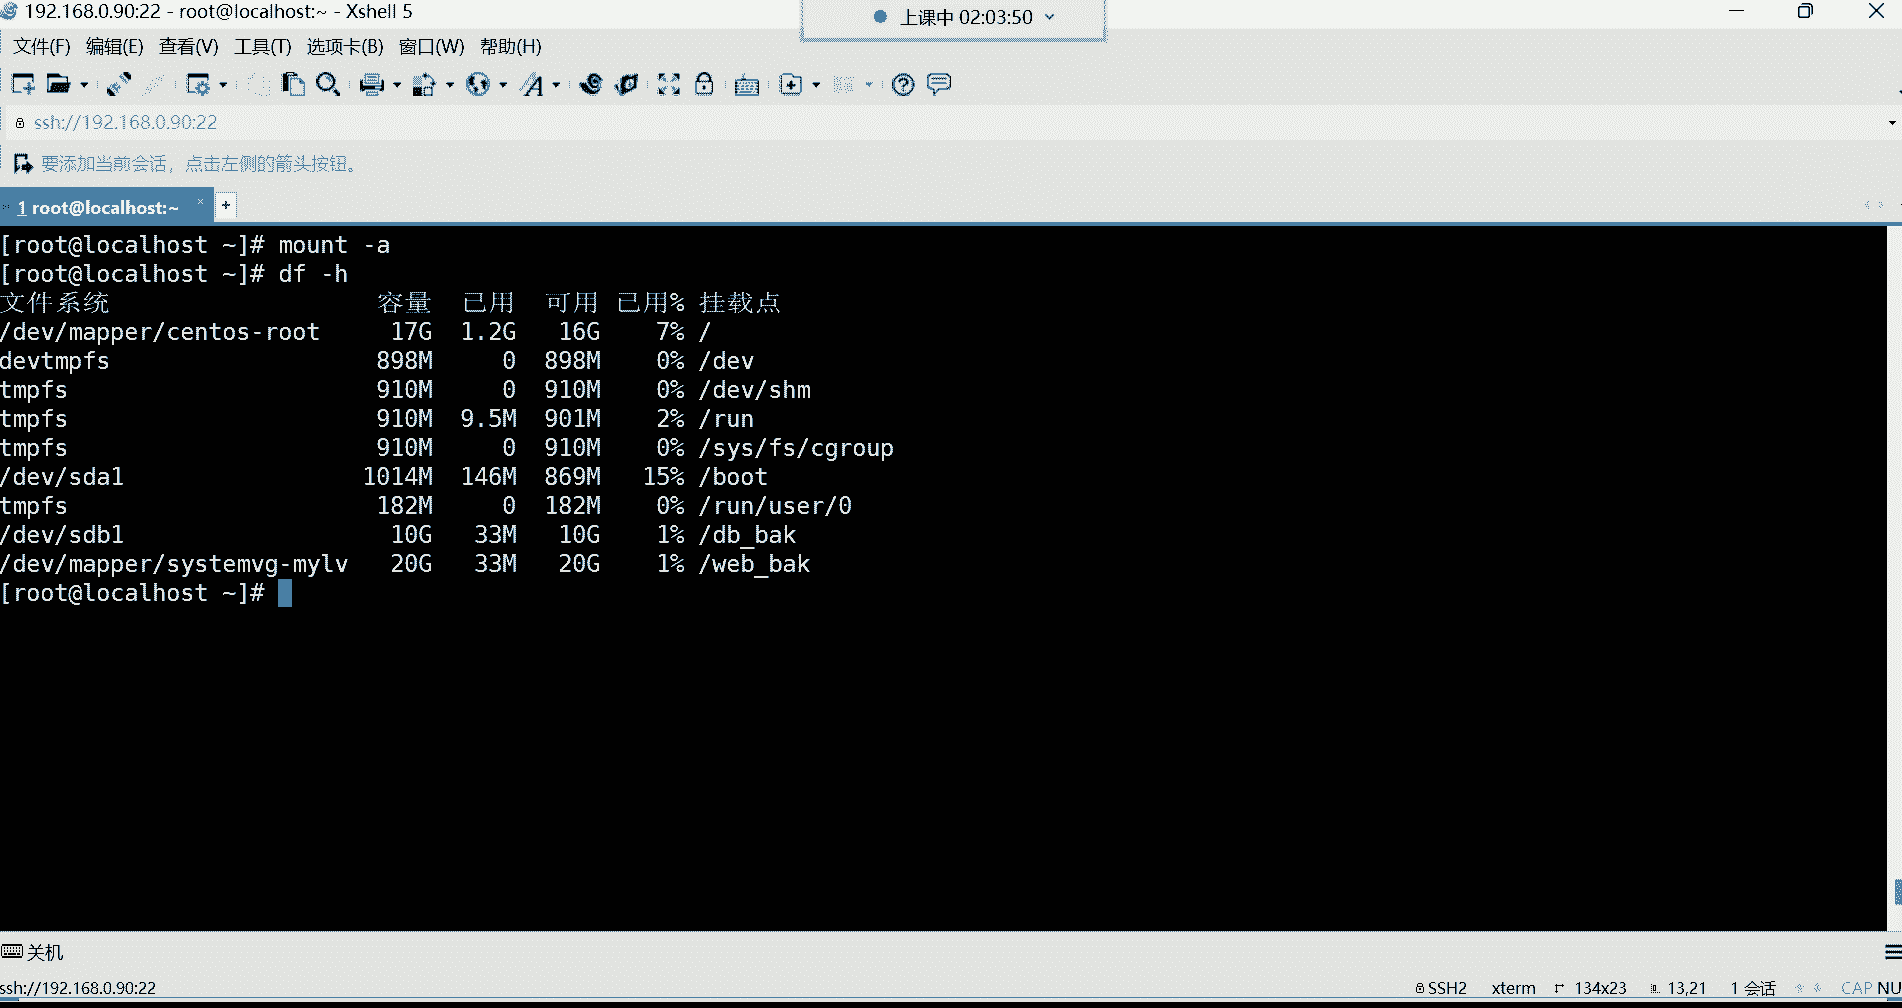 192.168.0.90:22 - root@localhost:~ - Xshell 5
上课中 02:03:50
文件(F) 编辑(E) 查看(V) 工具(T) 选项卡(B) 窗口(W) 帮助(H)
ssh://192.168.0.90:22
要添加当前会话，点击左侧的箭头按钮。
1 root@localhost:~ × +
[root@localhost ~]# mount -a
[root@localhost ~]# df -h
文件系统 容量 已用 可用 已用% 挂载点
/dev/mapper/centos-root 17G 1.2G 16G 7% /
devtmpfs 898M 0 898M 0% /dev
tmpfs 910M 0 910M 0% /dev/shm
tmpfs 910M 9.5M 901M 2% /run
tmpfs 910M 0 910M 0% /sys/fs/cgroup
/dev/sda1 1014M 146M 869M 15% /boot
tmpfs 182M 0 182M 0% /run/user/0
/dev/sdb1 10G 33M 10G 1% /db_bak
/dev/mapper/systemvg-mylv 20G 33M 20G 1% /web_bak
[root@localhost ~]#
关机
ssh://192.168.0.90:22 SSH2 xterm 134x23 13,21 1 会话 CAP NU